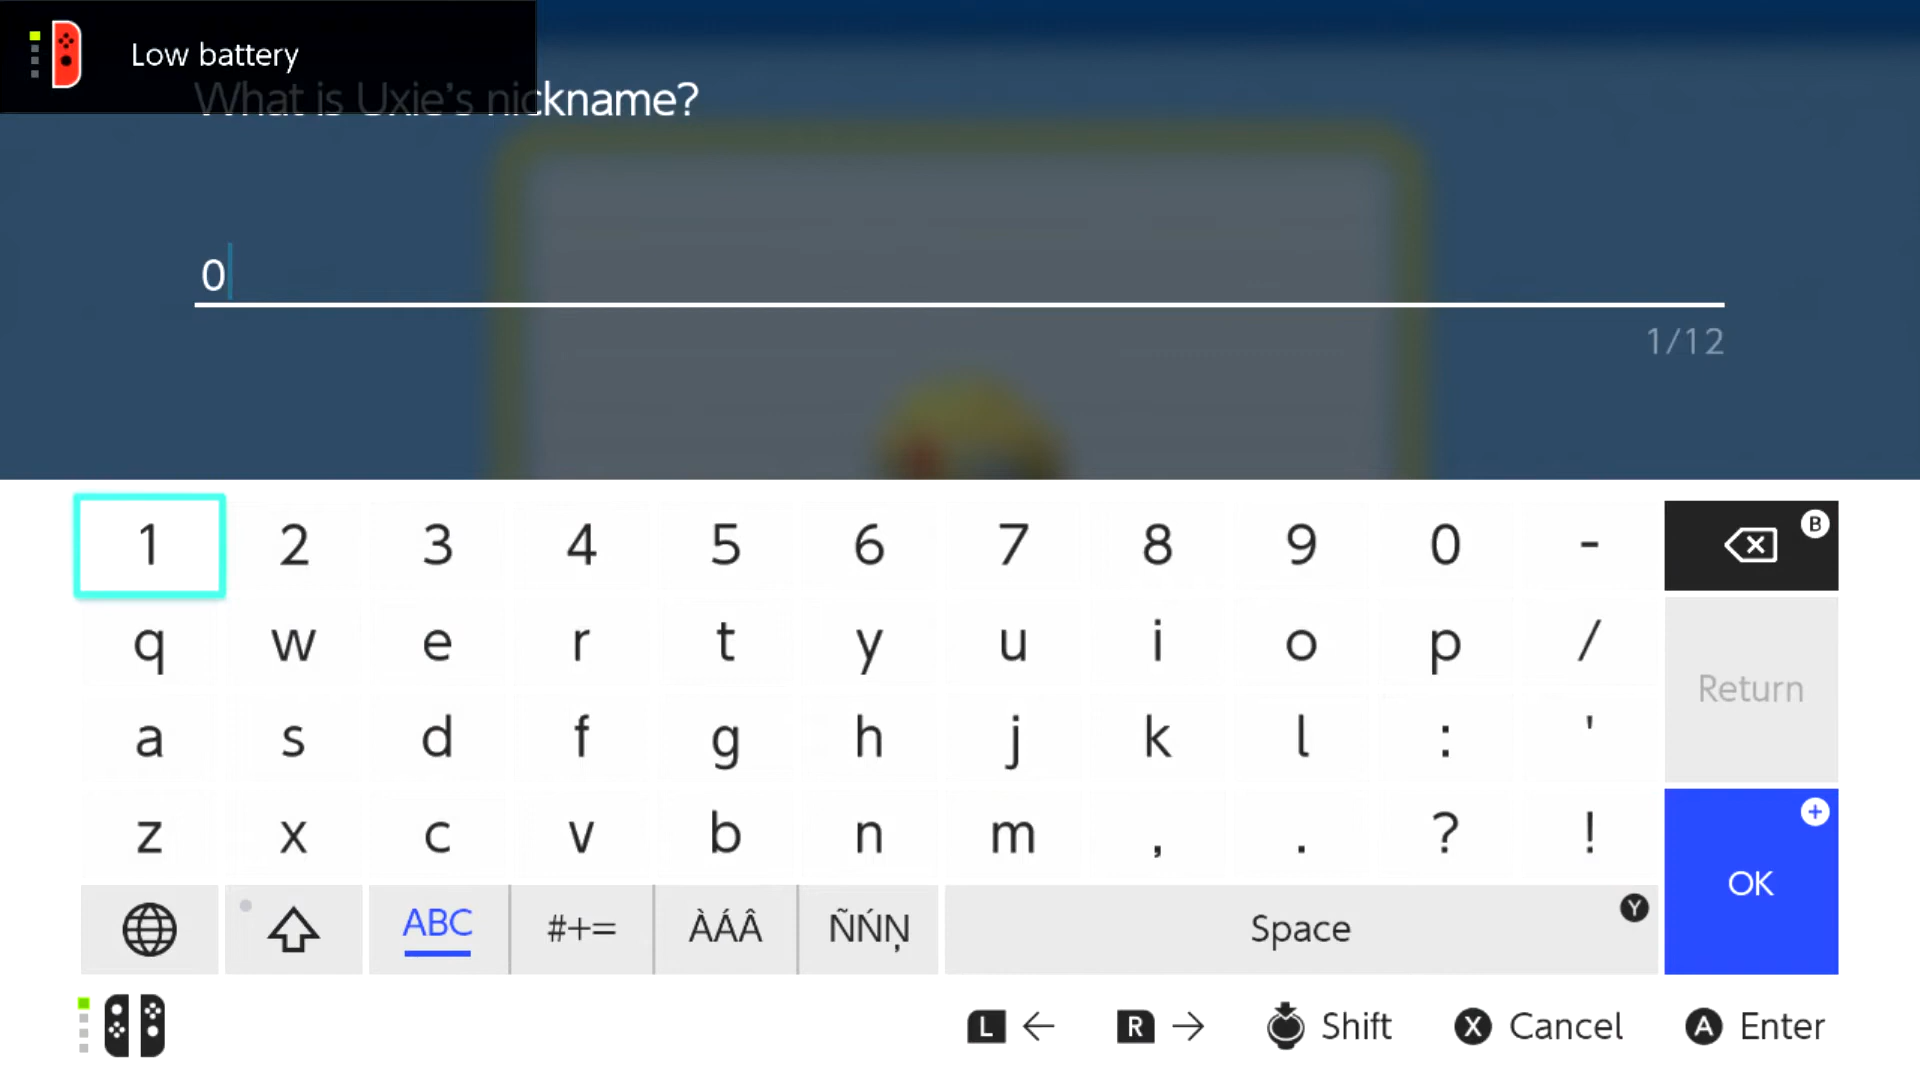 Low battery
What is Uxie's nickname?
0
1/12
1 2 3 4 5 6 7 8 9 0 - B
q w e r t y u i o p /
Return
a s d f g h j k l : '
z x c v b n m , . ? ! +
OK
ABC #+= ÀÁÂ ÑŃŅ Space Y
L ← R → Shift X Cancel A Enter